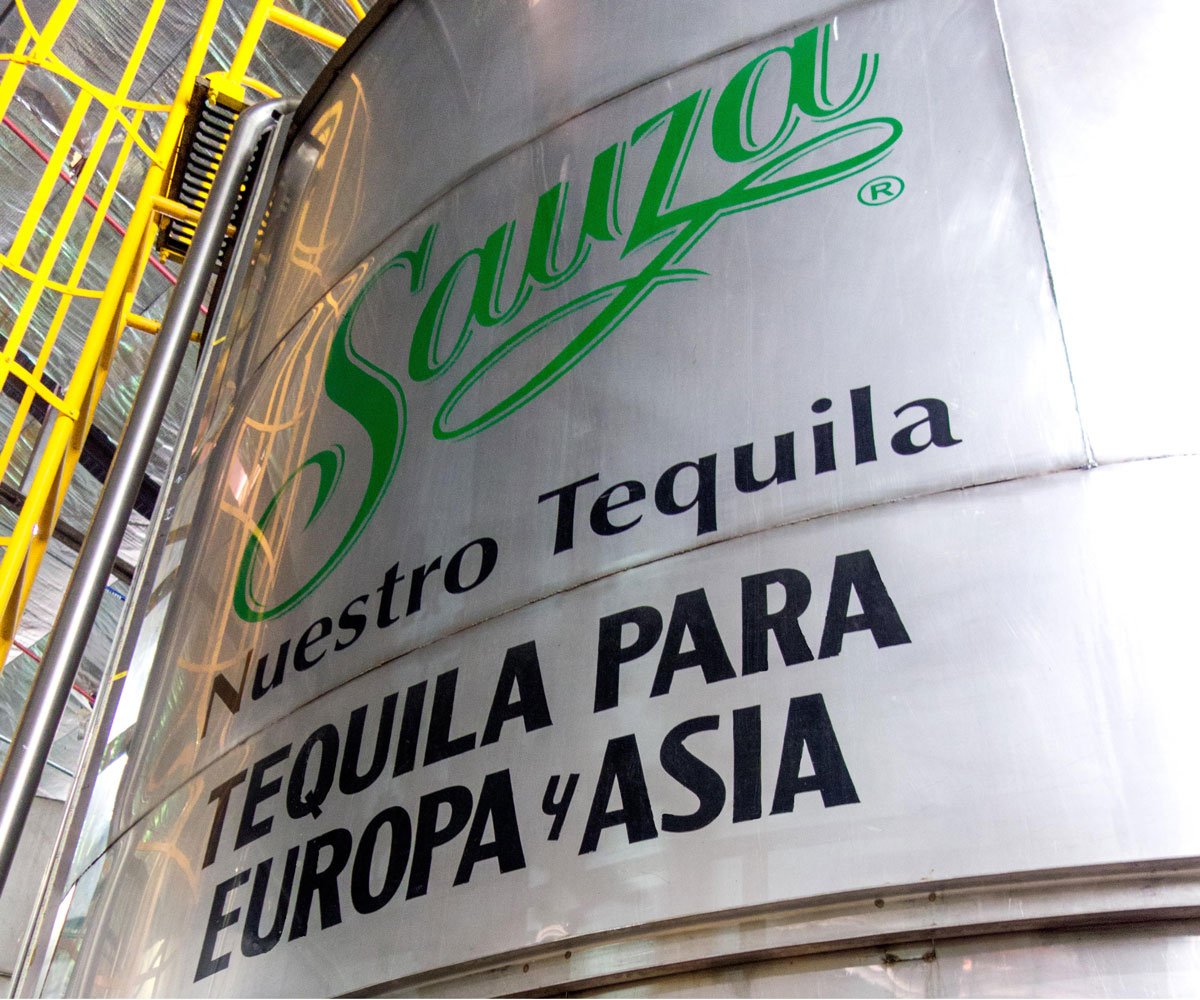 Sauza®
Nuestro Tequila
TEQUILA PARA
EUROPA y ASIA